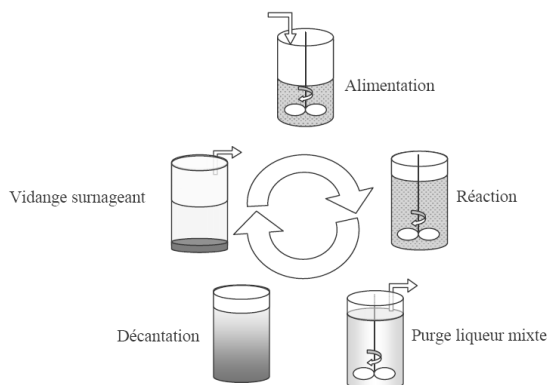 Alimentation
Réaction
Purge liqueur mixte
Décantation
Vidange surnageant